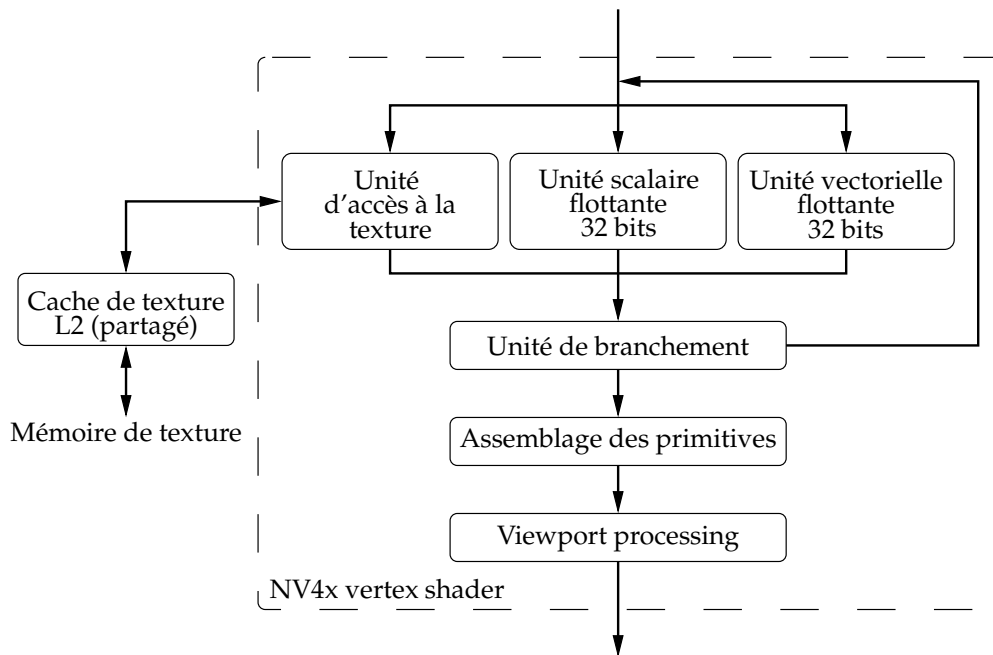 Unité
d'accès à la
texture
Unité scalaire
flottante
32 bits
Unité vectorielle
flottante
32 bits
Cache de texture
L2 (partagé)
Unité de branchement
Mémoire de texture
Assemblage des primitives
Viewport processing
NV4x vertex shader